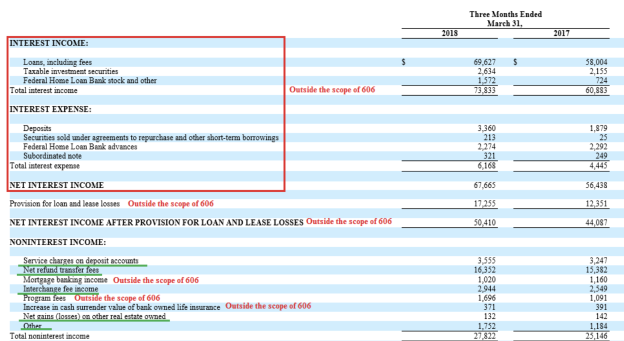 Three Months Ended
March 31,
2018 2017
INTEREST INCOME:
Loans, including fees $ 69,627 $ 58,004
Taxable investment securities 2,634 2,155
Federal Home Loan Bank stock and other 1,572 724
Total interest income Outside the scope of 606 73,833 60,883
INTEREST EXPENSE:
Deposits 3,360 1,879
Securities sold under agreements to repurchase and other short-term borrowings 213 25
Federal Home Loan Bank advances 2,274 2,292
Subordinated note 321 249
Total interest expense 6,168 4,445
NET INTEREST INCOME 67,665 56,438
Provision for loan and lease losses Outside the scope of 606 17,255 12,351
NET INTEREST INCOME AFTER PROVISION FOR LOAN AND LEASE LOSSES Outside the scope of 606 50,410 44,087
NONINTEREST INCOME:
Service charges on deposit accounts 3,555 3,247
Net refund transfer fees 16,352 15,382
Mortgage banking income Outside the scope of 606 1,020 1,160
Interchange fee income 2,944 2,549
Program fees Outside the scope of 606 1,696 1,091
Increase in cash surrender value of bank owned life insurance Outside the scope of 606 371 391
Net gains (losses) on other real estate owned 132 142
Other 1,752 1,184
Total noninterest income 27,822 25,146